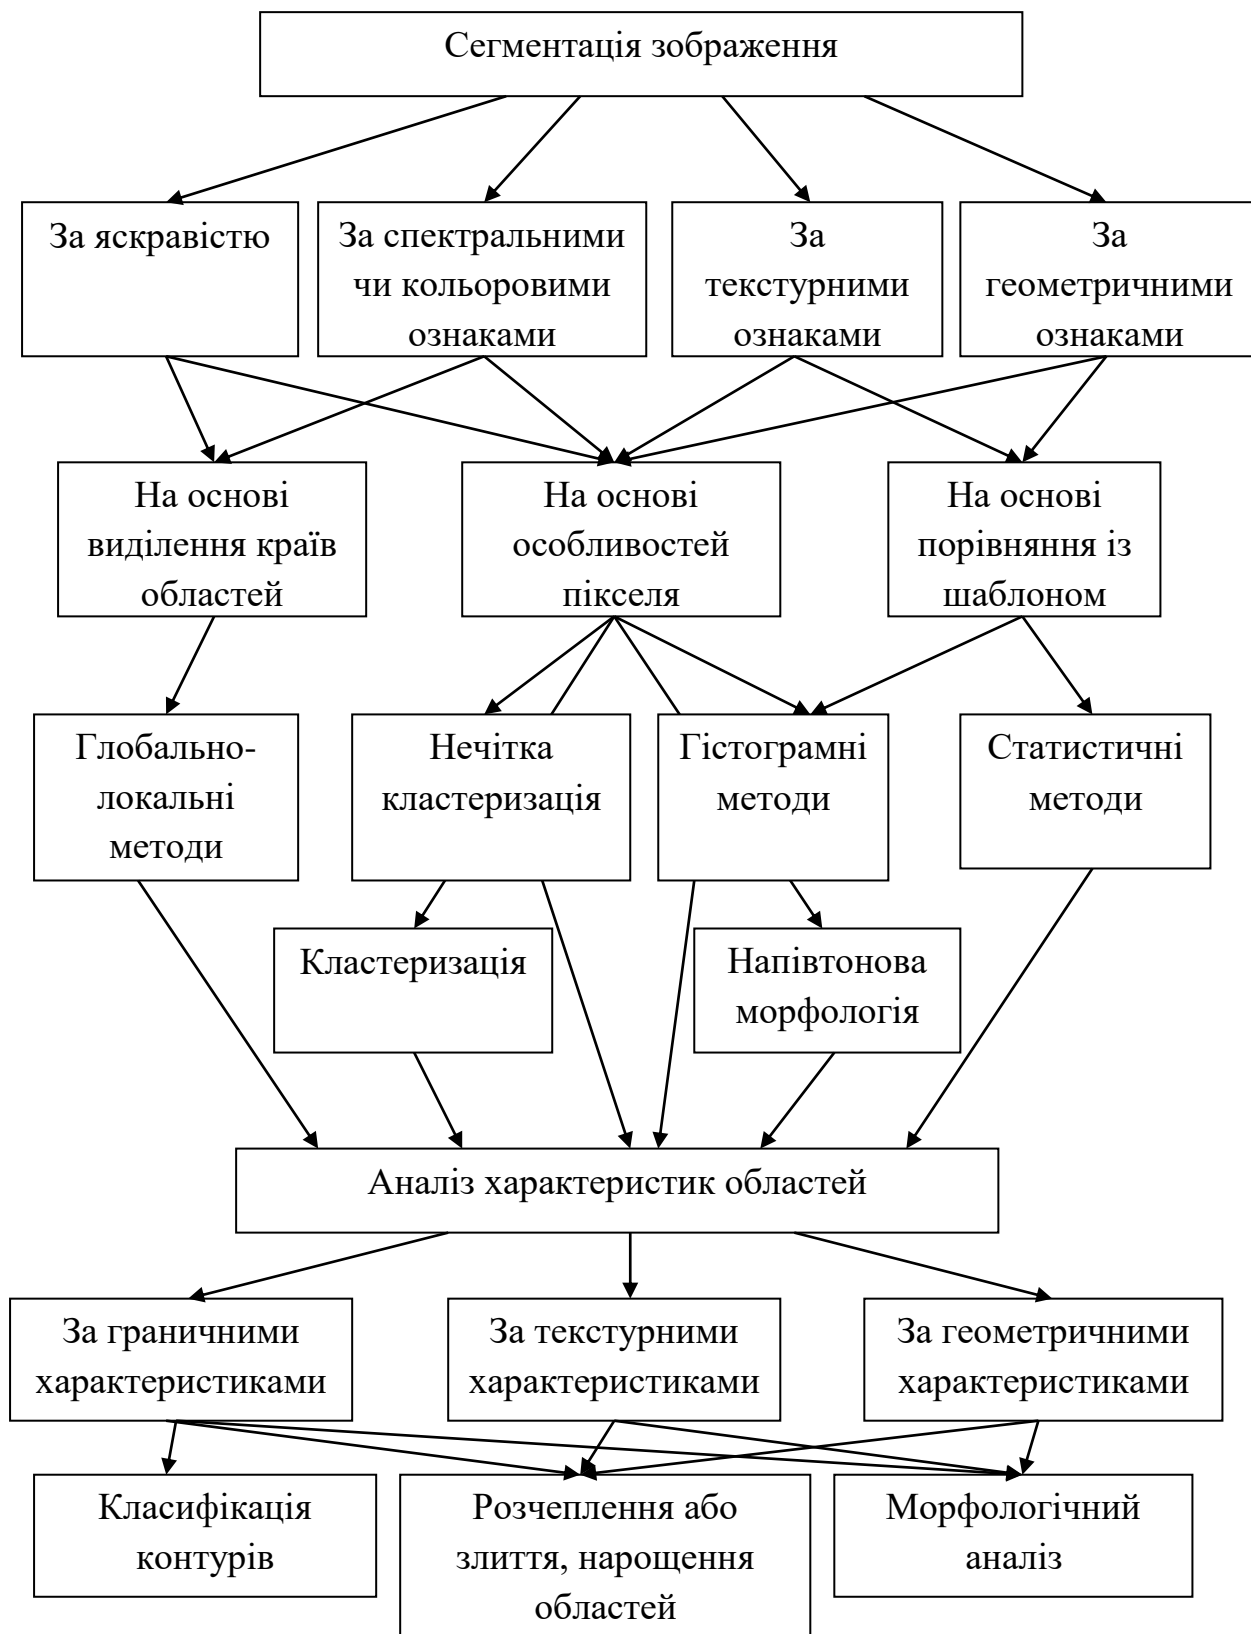 Сегментація зображення
За яскравістю
За спектральними
чи кольоровими
ознаками
За
текстурними
ознаками
За
геометричними
ознаками
На основі
виділення країв
областей
На основі
особливостей
пікселя
На основі
порівняння із
шаблоном
Глобально-
локальні
методи
Нечітка
кластеризація
Гістограмні
методи
Статистичні
методи
Кластеризація
Напівтонова
морфологія
Аналіз характеристик областей
За граничними
характеристиками
За текстурними
характеристиками
За геометричними
характеристиками
Класифікація
контурів
Розчеплення або
злиття, нарощення
областей
Морфологічний
аналіз